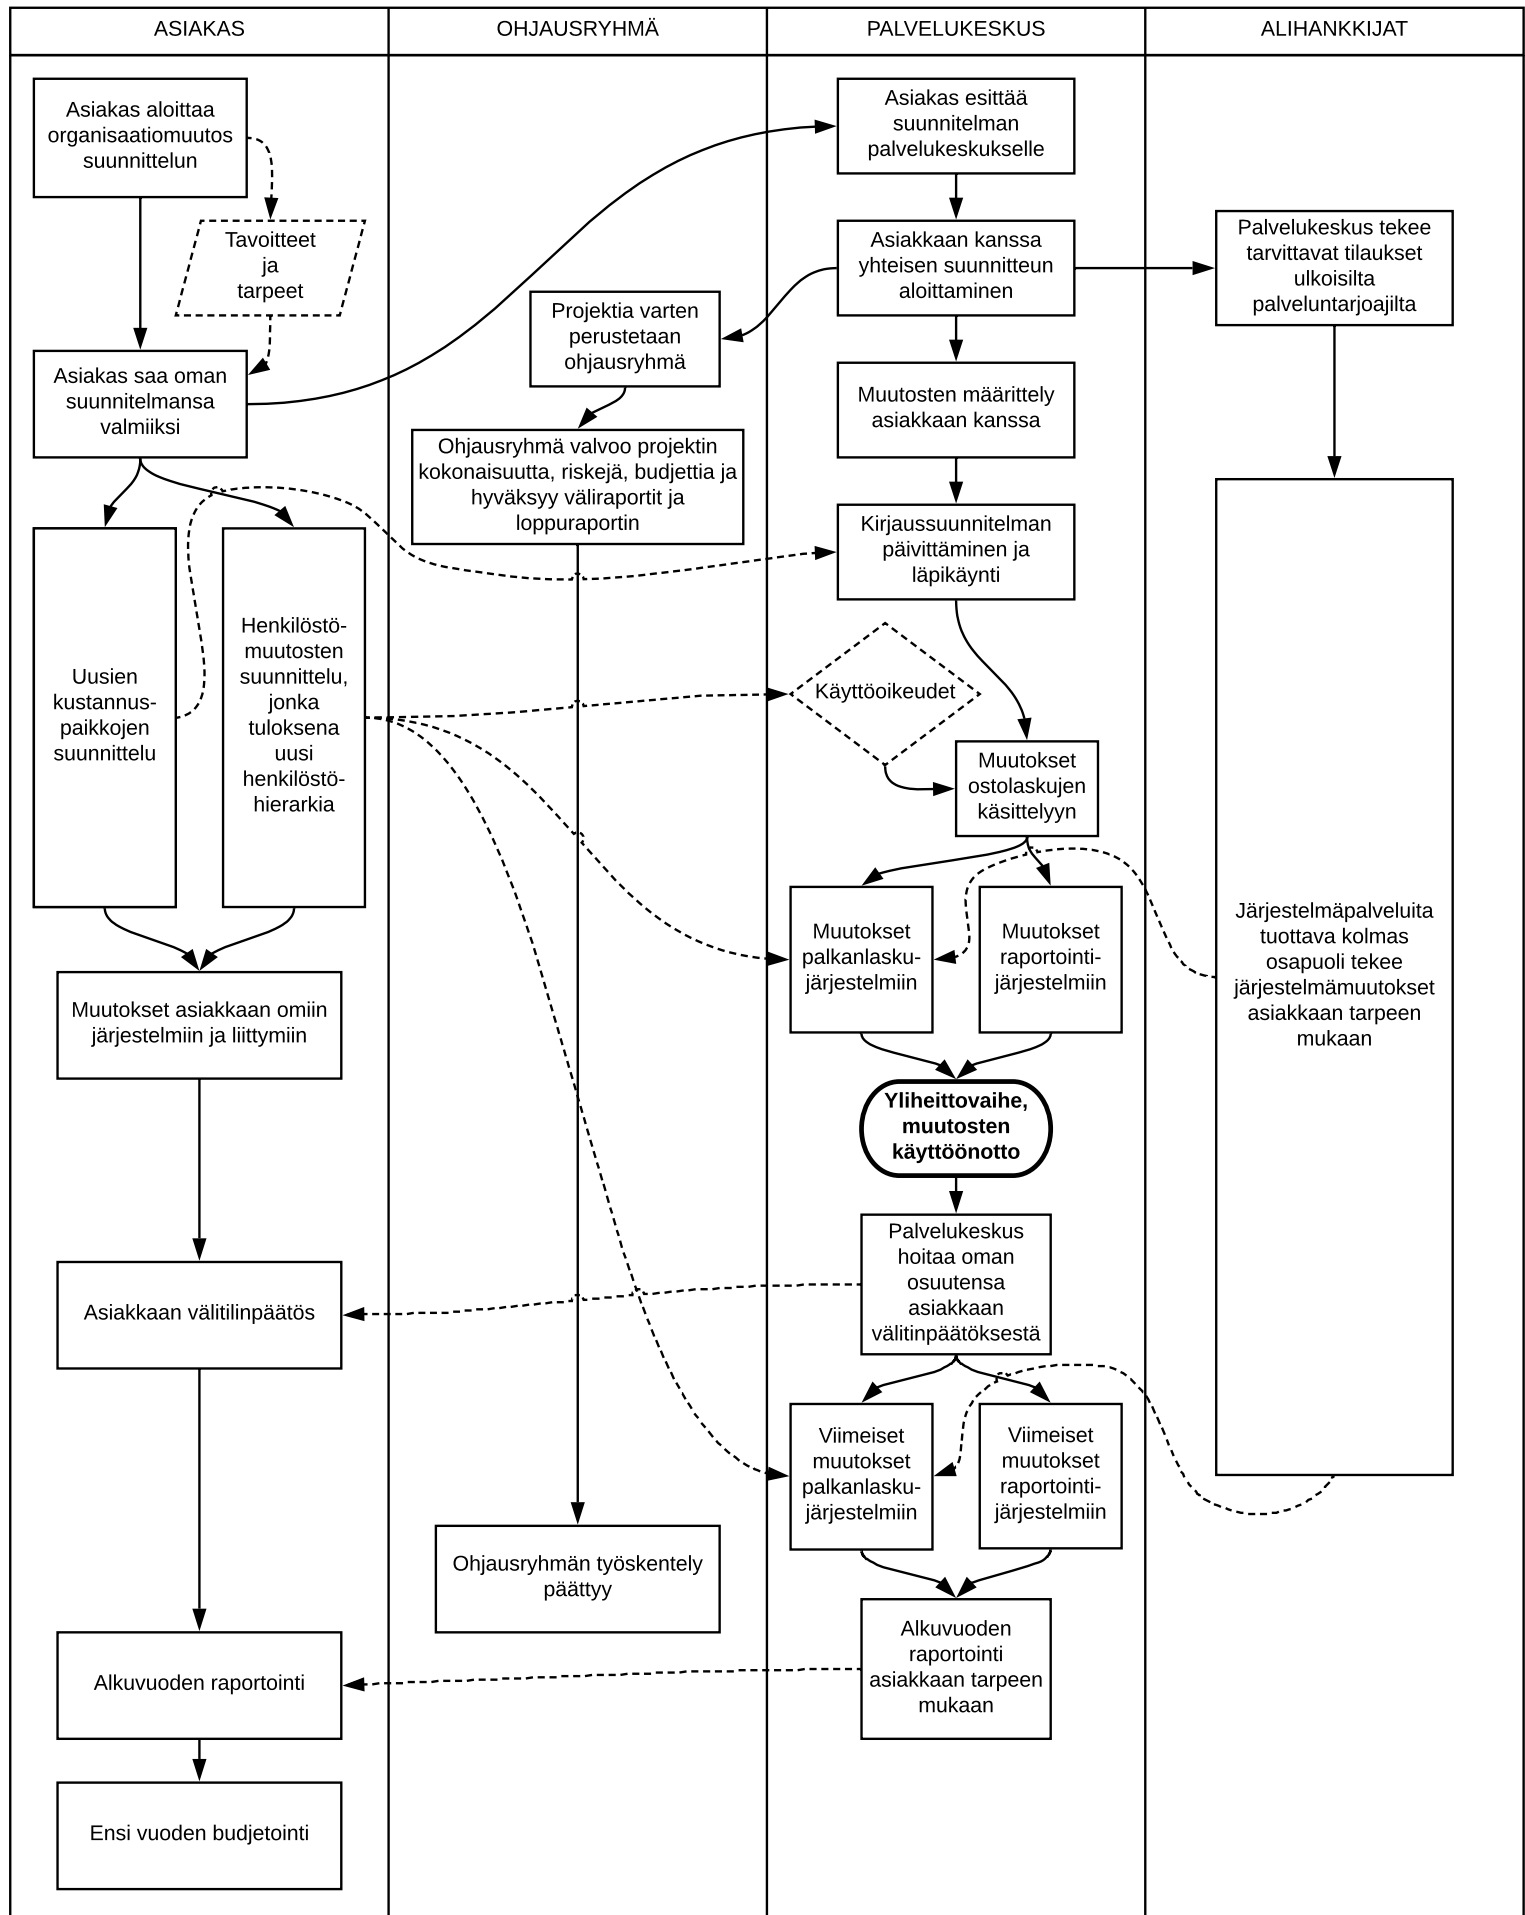 ASIAKAS
OHJAUSRYHMÄ
PALVELUKESKUS
ALIHANKKIJAT
Asiakas aloittaa
organisaatiomuutos
suunnittelun
Tavoitteet
ja
tarpeet
Asiakas saa oman
suunnitelmansa
valmiiksi
Uusien
kustannus-
paikkojen
suunnittelu
Henkilöstö-
muutosten
suunnittelu,
jonka
tuloksena
uusi
henkilöstö-
hierarkia
Muutokset asiakkaan omiin
järjestelmiin ja liittymiin
Asiakkaan välitilinpäätös
Alkuvuoden raportointi
Ensi vuoden budjetointi
Projektia varten
perustetaan
ohjausryhmä
Ohjausryhmä valvoo projektin
kokonaisuutta, riskejä, budjettia ja
hyväksyy väliraportit ja
loppuraportin
Ohjausryhmän työskentely
päättyy
Asiakas esittää
suunnitelman
palvelukeskukselle
Asiakkaan kanssa
yhteisen suunnitteun
aloittaminen
Muutosten määrittely
asiakkaan kanssa
Kirjaussuunnitelman
päivittäminen ja
läpikäynti
Käyttöoikeudet
Muutokset
ostolaskujen
käsittelyyn
Muutokset
palkanlasku-
järjestelmiin
Muutokset
raportointi-
järjestelmiin
Yliheittovaihe,
muutosten
käyttöönotto
Palvelukeskus
hoitaa oman
osuutensa
asiakkaan
välitinpäätöksestä
Viimeiset
muutokset
palkanlasku-
järjestelmiin
Viimeiset
muutokset
raportointi-
järjestelmiin
Alkuvuoden
raportointi
asiakkaan tarpeen
mukaan
Palvelukeskus tekee
tarvittavat tilaukset
ulkoisilta
palveluntarjoajilta
Järjestelmäpalveluita
tuottava kolmas
osapuoli tekee
järjestelmämuutokset
asiakkaan tarpeen
mukaan